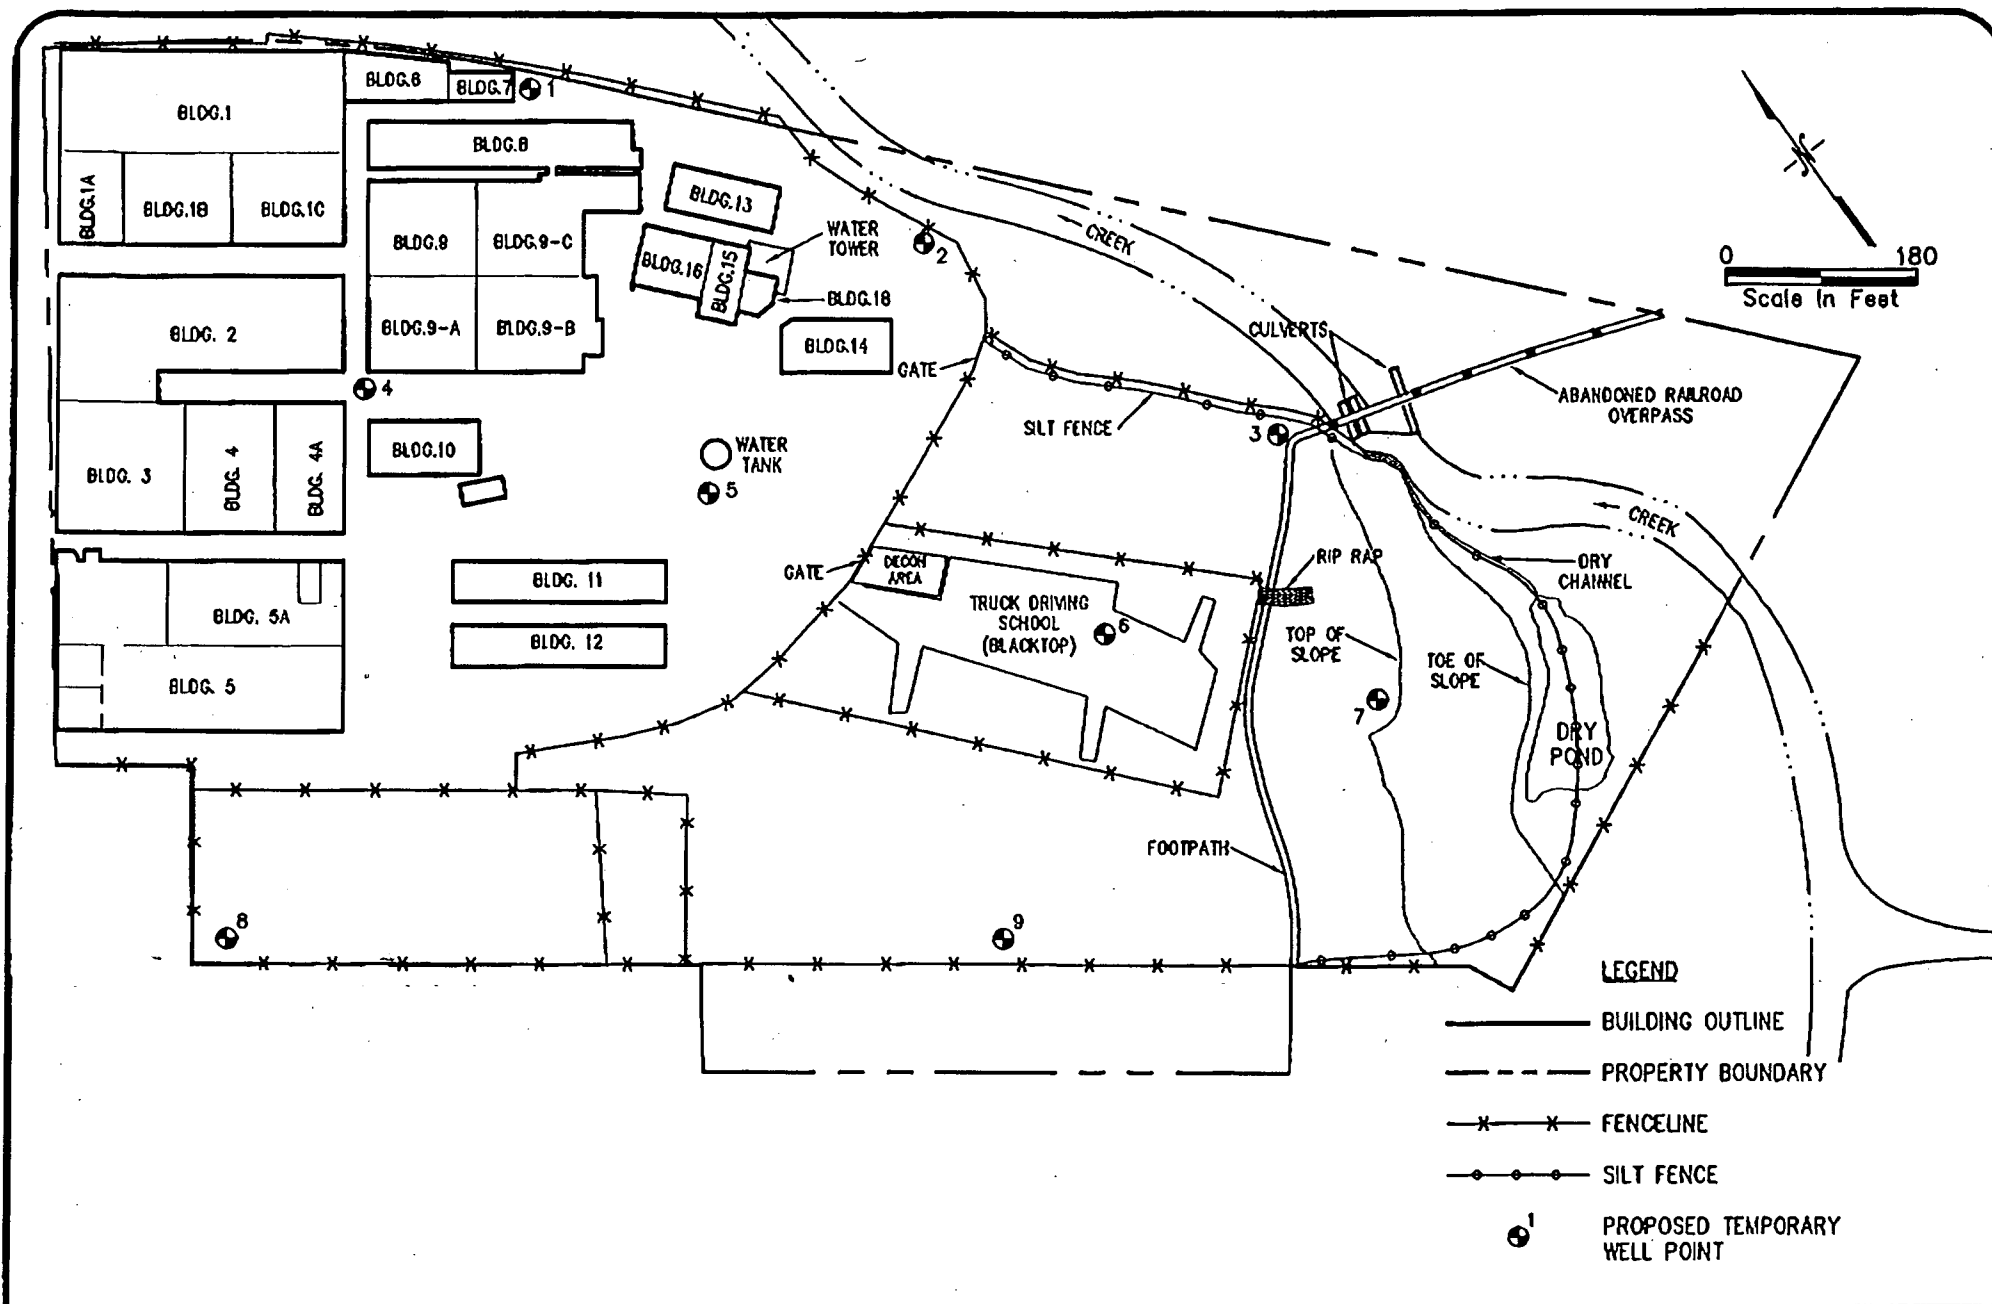 BLDG.6
BLDG.7
1
BLDG.1
BLDG.8
BLDG.1A
BLDG.1B
BLDG.1C
BLDG.13
WATER
TOWER
CREEK
BLDG.9
BLDG.9-C
2
BLDG.16
BLDG.15
BLDG.18
0 180
Scale In Feet
BLDG. 2
BLDG.9-A
BLDG.9-B
BLDG.14
CULVERTS
GATE
4
ABANDONED RAILROAD
OVERPASS
SILT FENCE
3
BLDG.10
WATER
TANK
BLDG. 3
BLDG. 4
BLDG. 4A
5
CREEK
RIP RAP
DRY
CHANNEL
GATE
DECON
AREA
BLDG. 11
TRUCK DRIVING
SCHOOL
(BLACKTOP)
6
BLDG. 5A
BLDG. 12
TOP OF
SLOPE
TOE OF
SLOPE
BLDG. 5
7
DRY
POND
FOOTPATH
8
9
LEGEND
BUILDING OUTLINE
PROPERTY BOUNDARY
FENCELINE
SILT FENCE
1
PROPOSED TEMPORARY
WELL POINT